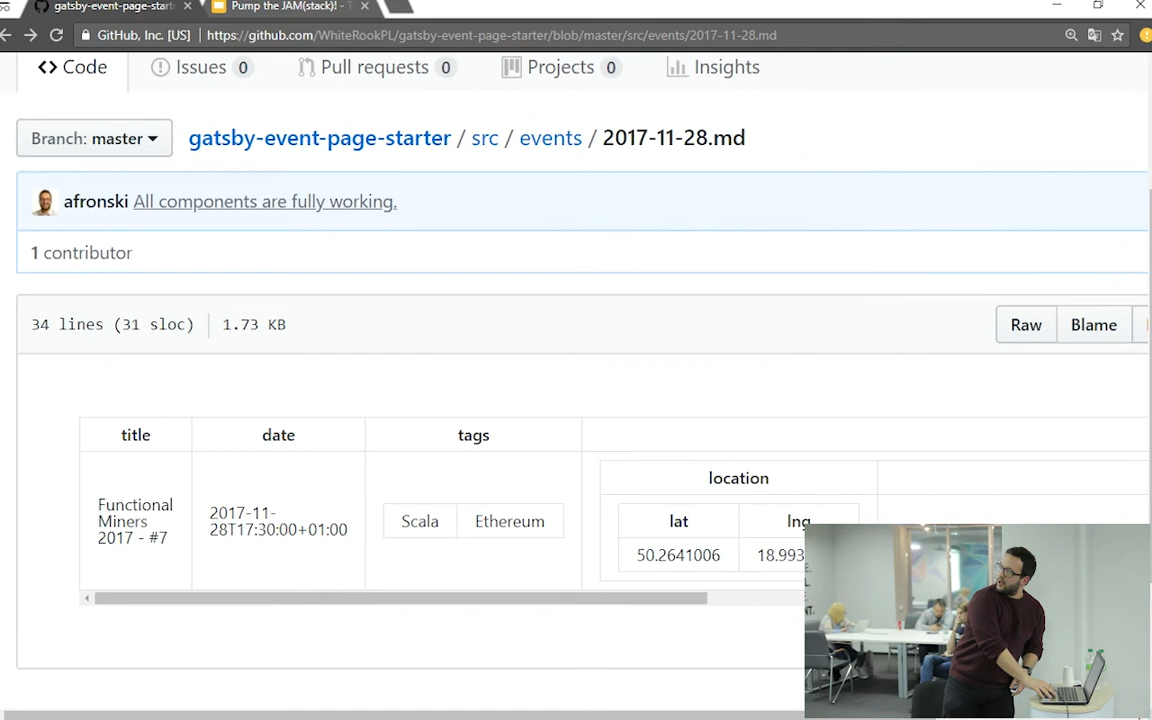 gatsby-event-page-start
Pump the JAM(stack)! - T
GitHub, Inc. [US] | https://github.com/WhiteRookPL/gatsby-event-page-starter/blob/master/src/events/2017-11-28.md
<> Code Issues 0 Pull requests 0 Projects 0 Insights
Branch: master gatsby-event-page-starter / src / events / 2017-11-28.md
afronski All components are fully working.
1 contributor
34 lines (31 sloc) 1.73 KB
Raw Blame
title date tags
location
lat lng
Functional
Miners
2017 - #7
2017-11-
28T17:30:00+01:00
Scala Ethereum
50.2641006 18.993